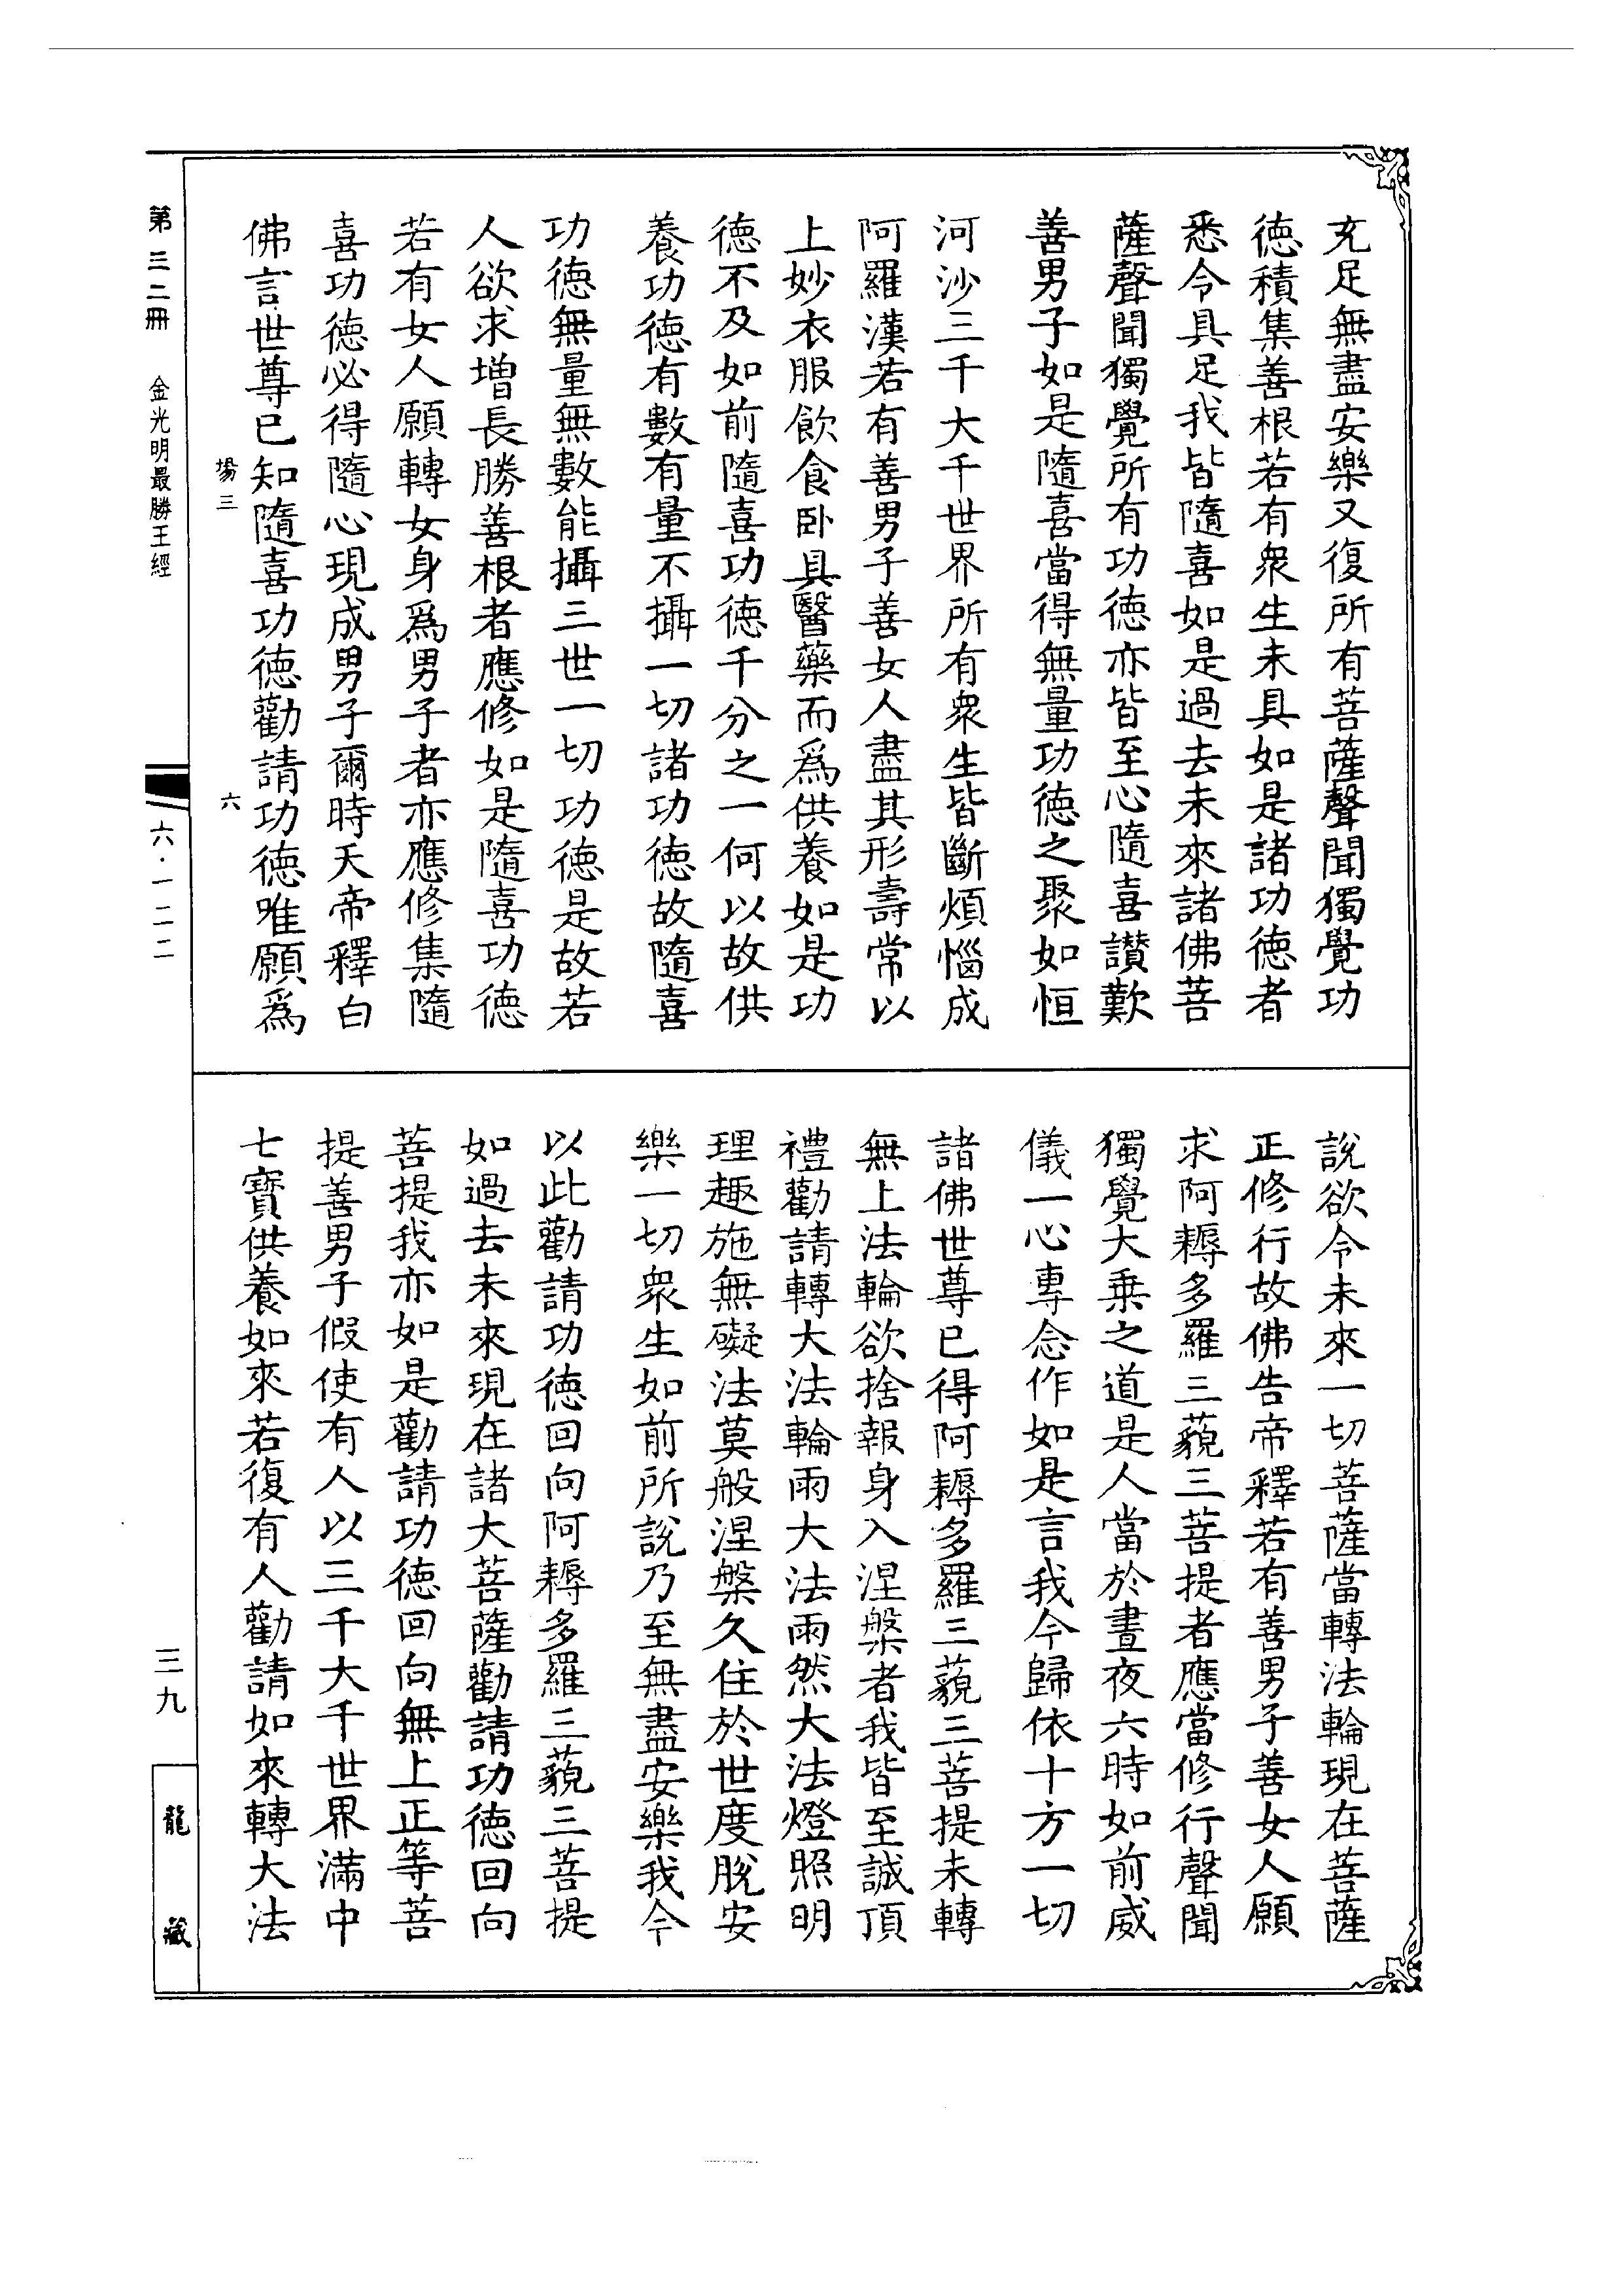 充足無盡安樂又復所有菩薩聲聞獨覺功
德積集善根若有衆生未具如是諸功德者
悉令具足我皆隨喜如是過去未來諸佛菩
薩聲聞獨覺所有功德亦皆至心隨喜讃歎
善男子如是隨喜當得無量功德之聚如恒
河沙三千大千世界所有衆生皆斷煩惱成
阿羅漢若有善男子善女人盡其形壽常以
上妙衣服飲食卧具醫藥而爲供養如是功
德不及如前隨喜功德千分之一何以故供
養功德有數有量不攝一切諸功德故隨喜
功德無量無數能攝三世一切功德是故若
人欲求增長勝善根者應修如是隨喜功德
若有女人願轉女身爲男子者亦應修集隨
喜功德必得隨心現成男子爾時天帝釋白
佛言世尊已知隨喜功德勸請功德唯願爲
場三
六
說欲令未來一切菩薩當轉法輪現在菩薩
正修行故佛告帝釋若有善男子善女人願
求阿耨多羅三藐三菩提者應當修行聲聞
獨覺大乗之道是人當於晝夜六時如前威
儀一心專念作如是言我今歸依十方一切
諸佛世尊已得阿耨多羅三藐三菩提未轉
無上法輪欲捨報身入涅槃者我皆至誠頂
禮勸請轉大法輪雨大法雨然大法燈照明
理趣施無礙法莫般涅槃久住於世度脫安
樂一切衆生如前所說乃至無盡安樂我今
以此勸請功德回向阿耨多羅三藐三菩提
如過去未來現在諸大菩薩勸請功德回向
菩提我亦如是勸請功德回向無上正等菩
提善男子假使有人以三千大千世界滿中
七寶供養如來若復有人勸請如來轉大法
第三二冊　金光明最勝王經
六·一二二
三九
龍藏